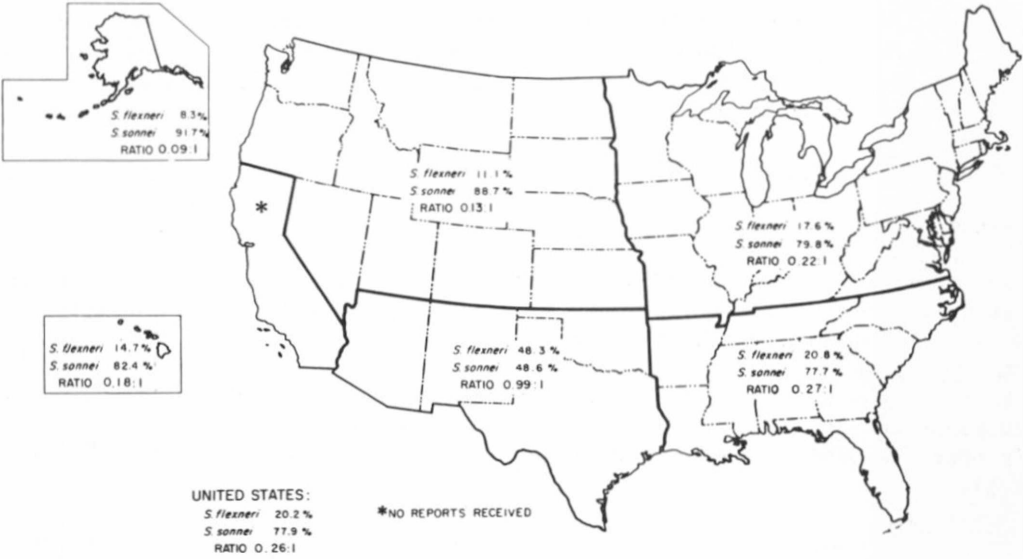 S. flexneri 8.3%
S. sonnei 91.7%
RATIO 0.09:1
S. flexneri 11.1%
S. sonnei 88.7%
RATIO 0.13:1
*
S. flexneri 17.6%
S. sonnei 79.8%
RATIO 0.22:1
S. flexneri 14.7%
S. sonnei 82.4%
RATIO 0.18:1
S. flexneri 48.3%
S. sonnei 48.6%
RATIO 0.99:1
S. flexneri 20.8%
S. sonnei 77.7%
RATIO 0.27:1
UNITED STATES:
S. flexneri 20.2%
S. sonnei 77.9%
RATIO 0.26:1
*NO REPORTS RECEIVED